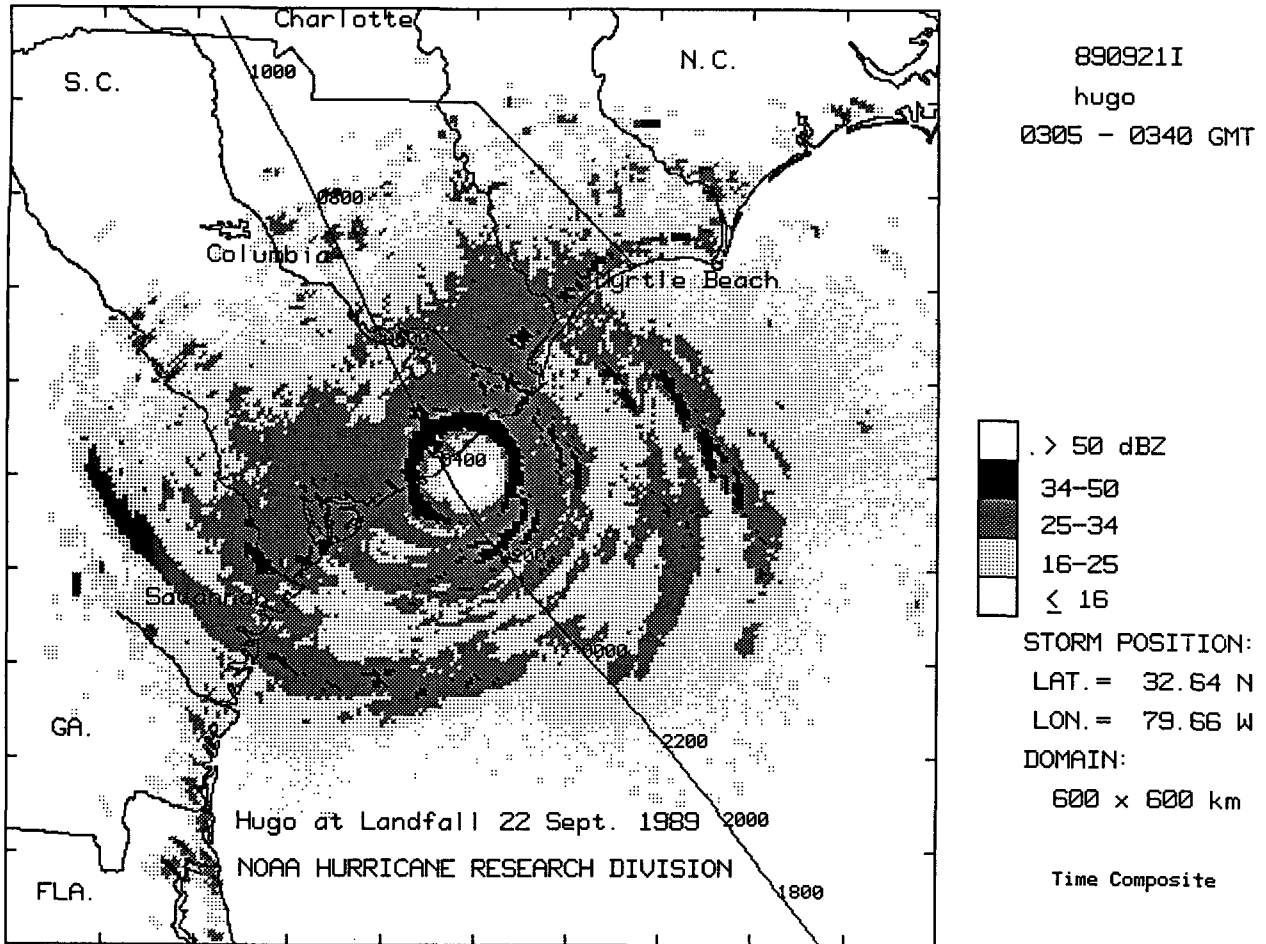 Charlotte
S.C.
N.C.
1000
0800
Columbia
Myrtle Beach
0400
Savannah
0000
GA.
2200
Hugo at Landfall 22 Sept. 1989
2000
NOAA HURRICANE RESEARCH DIVISION
FLA.
1800
890921I
hugo
0305 - 0340 GMT
.> 50 dBZ
34-50
25-34
16-25
≤ 16
STORM POSITION:
LAT.= 32.64 N
LON.= 79.66 W
DOMAIN:
600 x 600 km
Time Composite